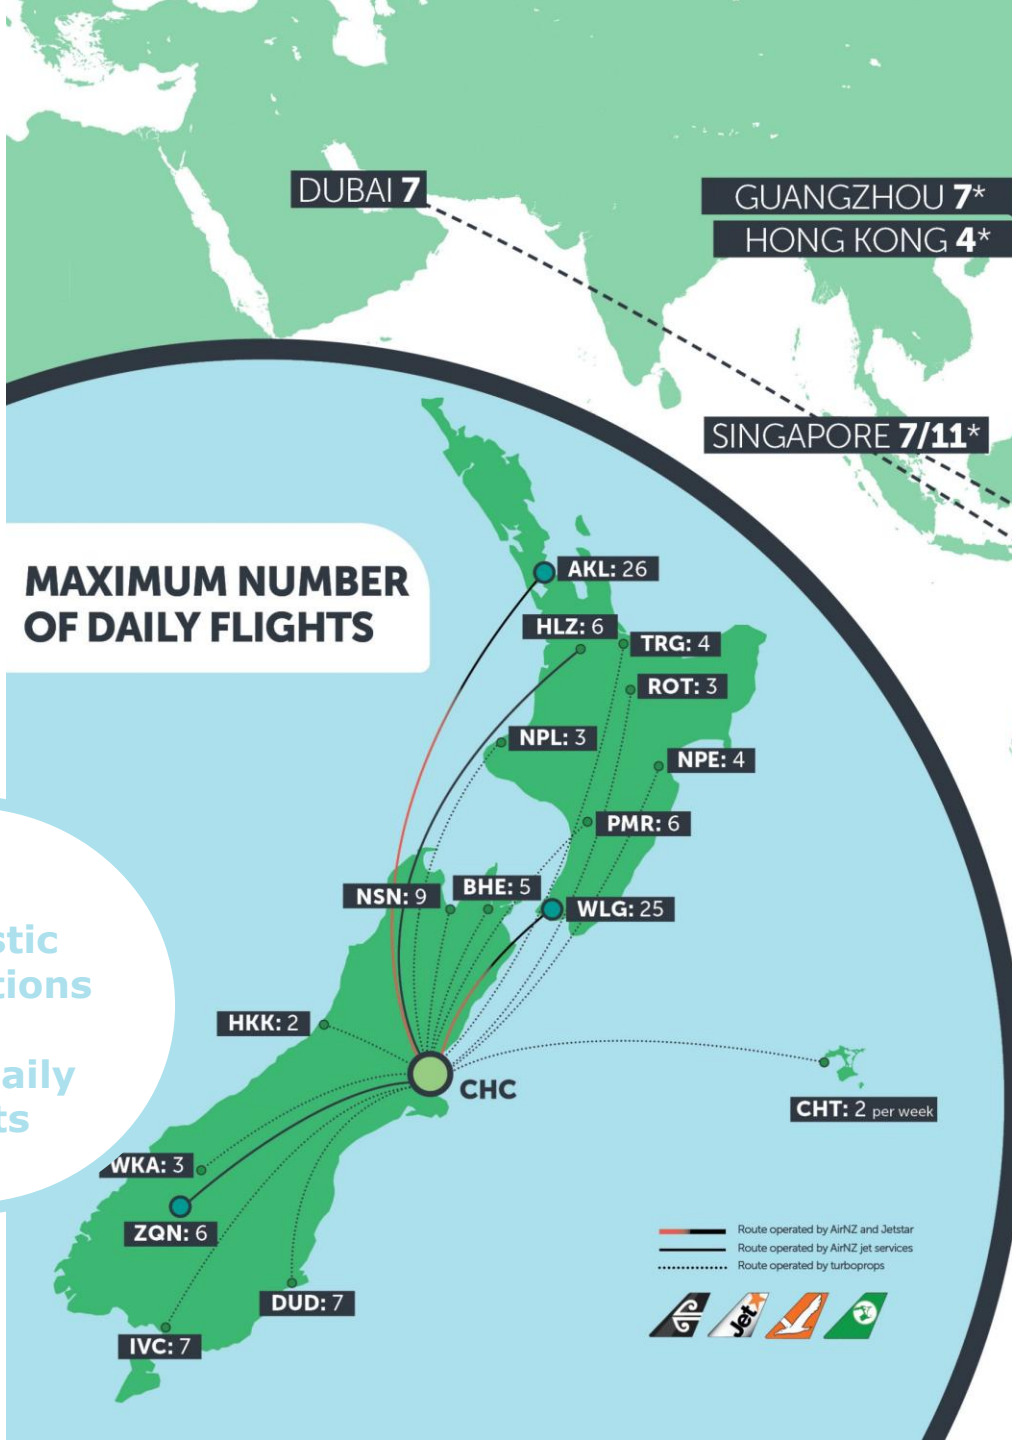 DUBAI 7
GUANGZHOU 7*
HONG KONG 4*
SINGAPORE 7/11*
MAXIMUM NUMBER
OF DAILY FLIGHTS
AKL: 26
HLZ: 6
TRG: 4
ROT: 3
NPL: 3
NPE: 4
PMR: 6
NSN: 9
BHE: 5
WLG: 25
stic
tions
aily
ts
HKK: 2
CHC
CHT: 2 per week
WKA: 3
ZQN: 6
DUD: 7
IVC: 7
Route operated by AirNZ and Jetstar
Route operated by AirNZ jet services
Route operated by turboprops
Jet